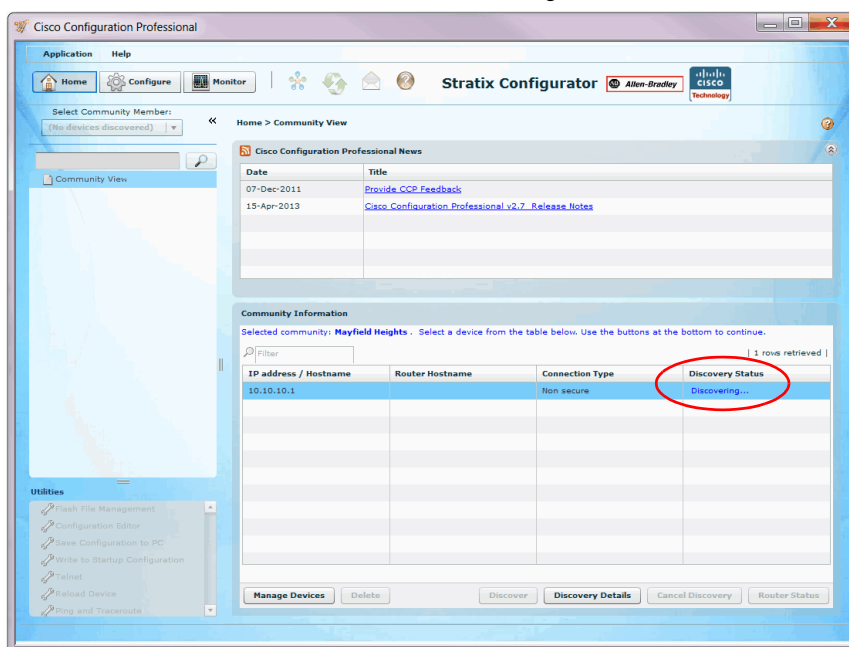 Cisco Configuration Professional
Application Help
Home Configure Monitor Stratix Configurator AB Allen-Bradley CISCO Technology
Select Community Member:
(No devices discovered)
Home > Community View
Cisco Configuration Professional News
Date Title
Community View
07-Dec-2011 Provide CCP Feedback
15-Apr-2013 Cisco Configuration Professional v2.7 Release Notes
Community Information
Selected community: Mayfield Heights . Select a device from the table below. Use the buttons at the bottom to continue.
Filter | 1 rows retrieved |
IP address / Hostname Router Hostname Connection Type Discovery Status
10.10.10.1 Non secure Discovering...
Utilities
Flash File Management
Configuration Editor
Save Configuration to PC
Write to Startup Configuration
Telnet
Reload Device
Ping and Traceroute
Manage Devices Delete Discover Discovery Details Cancel Discovery Router Status